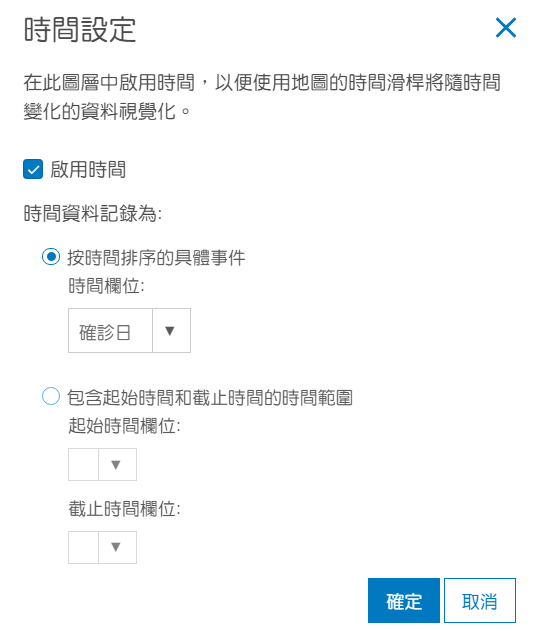 時間設定
在此圖層中啟用時間，以便使用地圖的時間滑桿將隨時間
變化的資料視覺化。
啟用時間
時間資料記錄為:
按時間排序的具體事件
時間欄位:
確診日
包含起始時間和截止時間的時間範圍
起始時間欄位:
截止時間欄位:
確定 取消